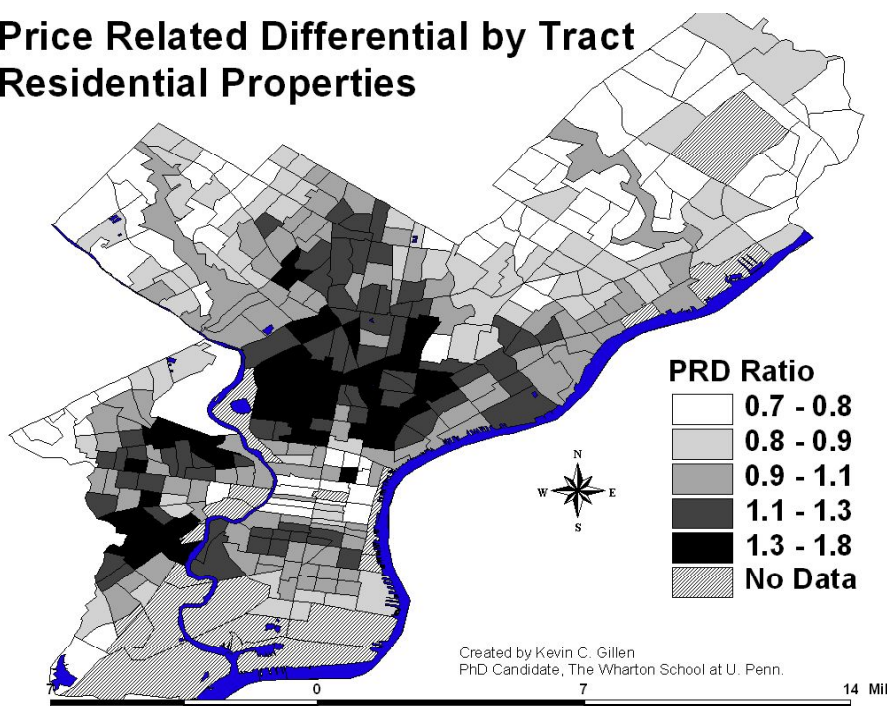 Price Related Differential by Tract
Residential Properties
PRD Ratio
0.7 - 0.8
0.8 - 0.9
0.9 - 1.1
1.1 - 1.3
1.3 - 1.8
No Data
N
W E
S
Created by Kevin C. Gillen
PhD Candidate, The Wharton School at U. Penn.
7 0 7 14 Mil